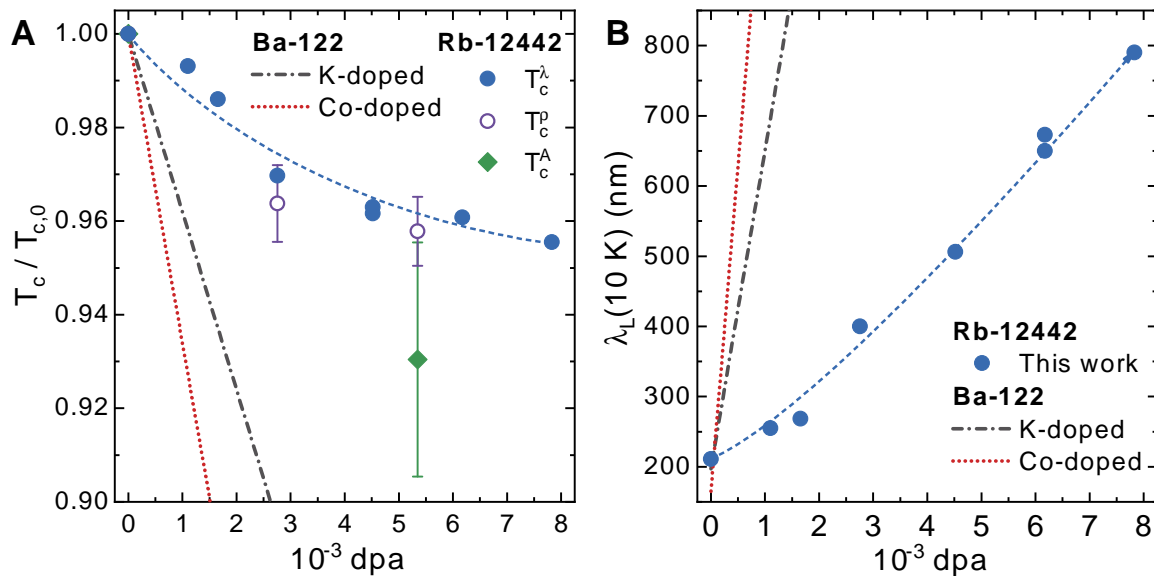 A
B
Ba-122
K-doped
Co-doped
Rb-12442
T_c^λ
T_c^ρ
T_c^A
T_c / T_{c,0}
1.00
0.98
0.96
0.94
0.92
0.90
0 1 2 3 4 5 6 7 8
10⁻³ dpa
λ_L(10 K) (nm)
800
700
600
500
400
300
200
Rb-12442
This work
Ba-122
K-doped
Co-doped
0 1 2 3 4 5 6 7 8
10⁻³ dpa